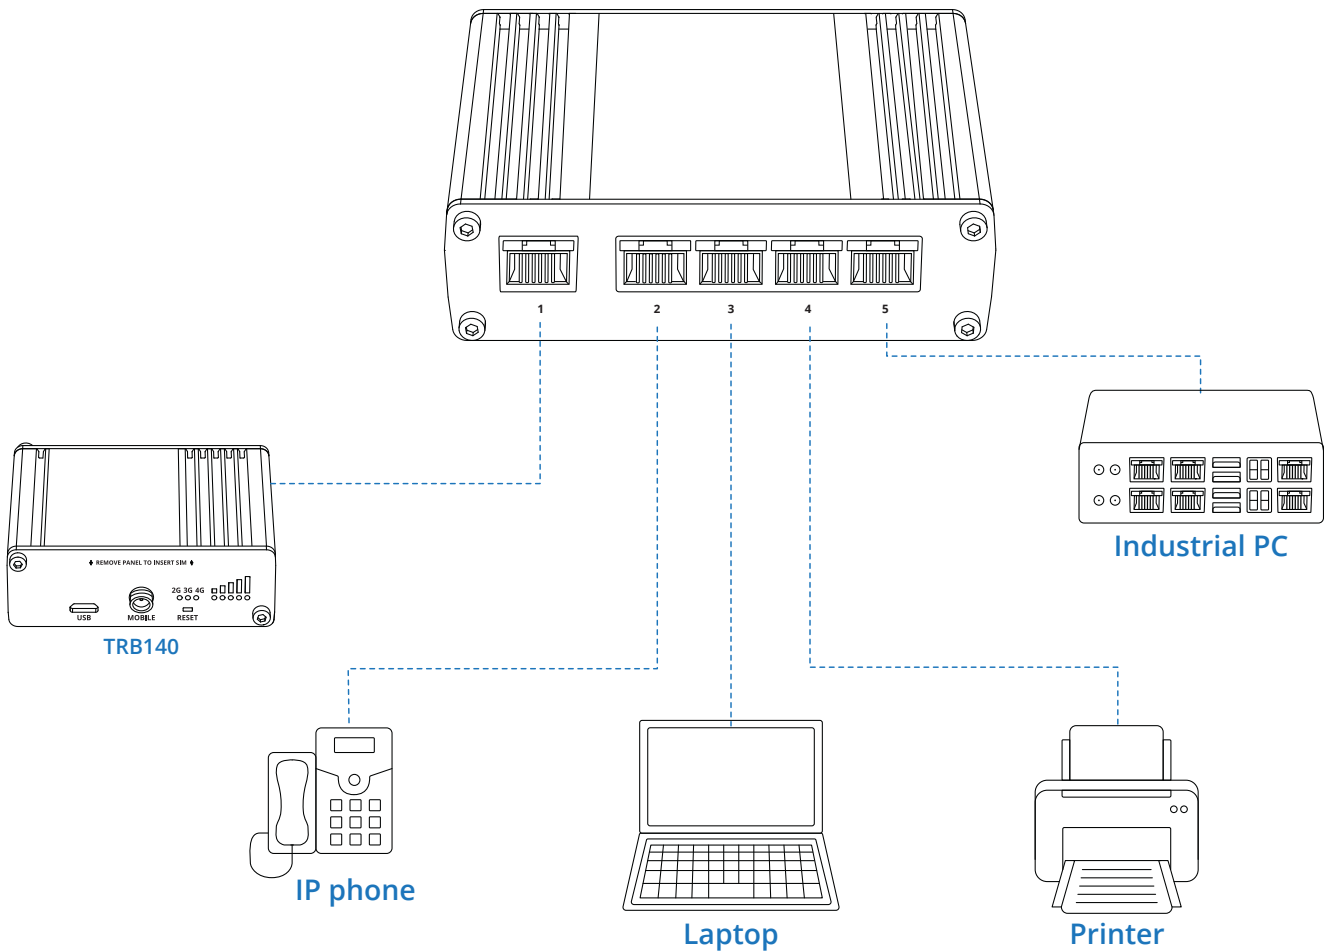 1 2 3 4 5
Industrial PC
REMOVE PANEL TO INSERT SIM
2G 3G 4G
USB MOBILE RESET
TRB140
IP phone
Laptop
Printer